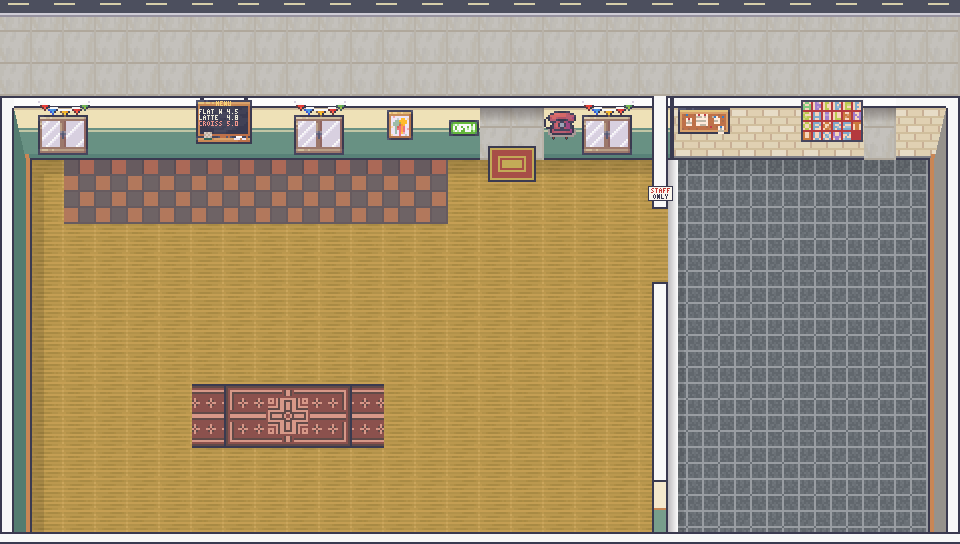 MENU
FLAT W 4.5
LATTE 4.8
CROISS 5.0
OPEN
STAFF
ONLY